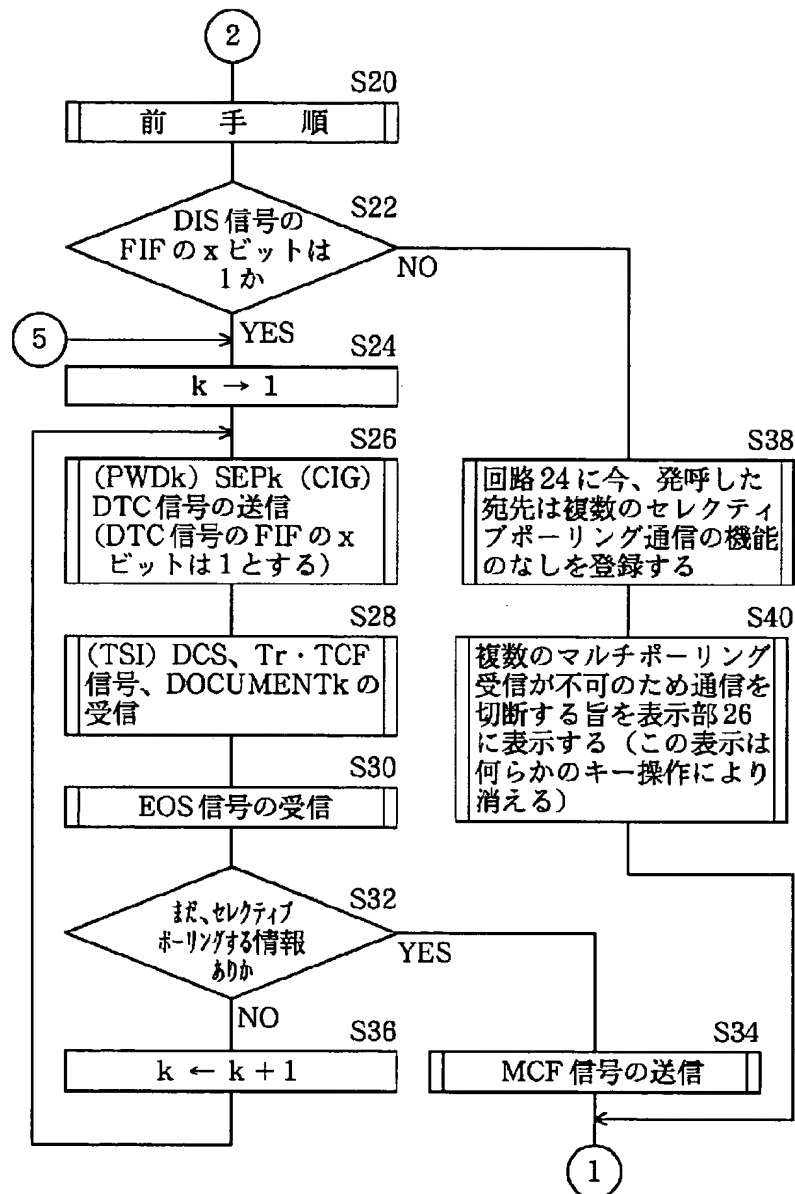 2
S20
前 手 順
S22
DIS信号の
FIFのxビットは
1か
NO
YES
5
S24
k → 1
S26
(PWDk) SEPk (CIG)
DTC信号の送信
(DTC信号のFIFのx
ビットは1とする)
S38
回路24に今、発呼した
宛先は複数のセレクティ
ブポーリング通信の機能
のなしを登録する
S28
(TSI) DCS、Tr・TCF
信号、DOCUMENTkの
受信
S40
複数のマルチポーリング
受信が不可のため通信を
切断する旨を表示部26
に表示する(この表示は
何らかのキー操作により
消える)
S30
EOS信号の受信
S32
まだ、セレクティブ
ポーリングする情報
ありか
YES
NO
S36
k ← k + 1
S34
MCF信号の送信
1